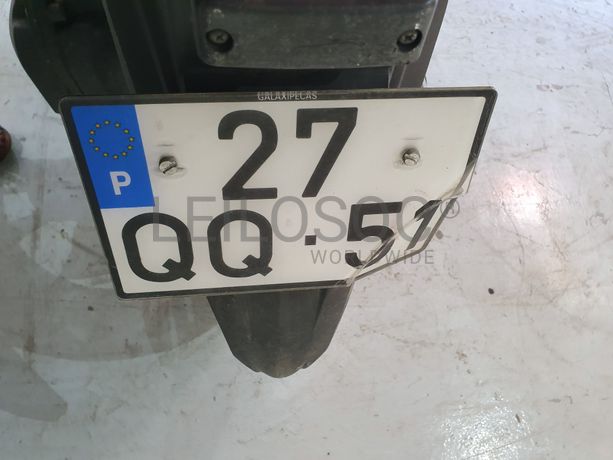 GALAXIPEÇAS
27
P
QQ.51
LEILOSOC®
WORLDWIDE